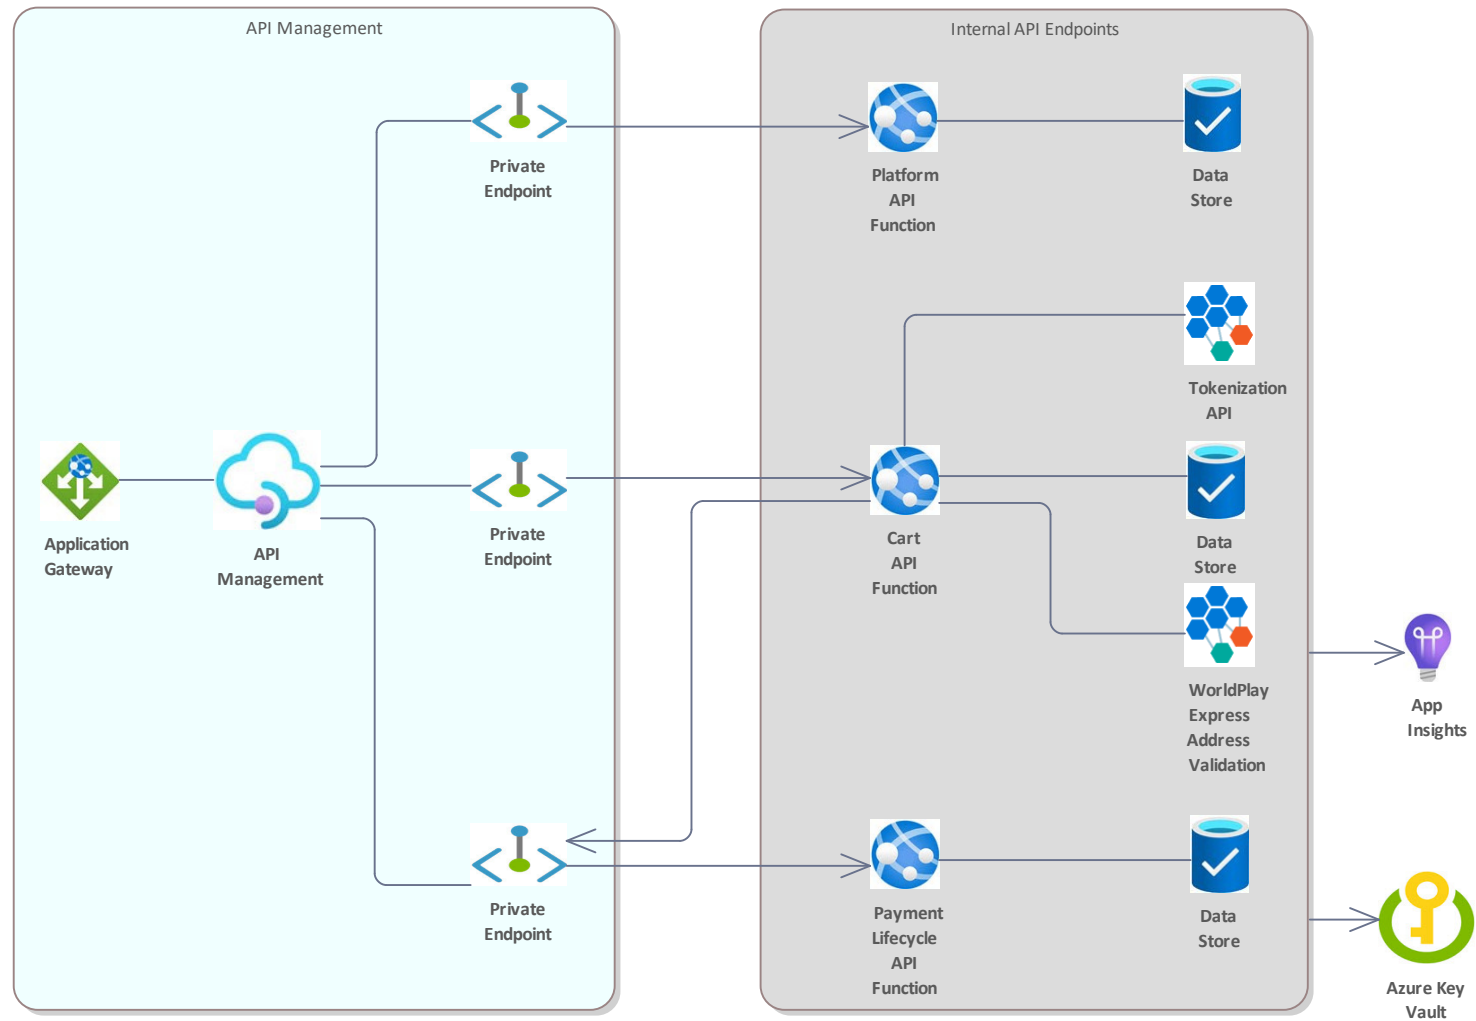 API Management
Internal API Endpoints
Private
Endpoint
Platform
API
Function
Data
Store
Tokenization
API
Application
Gateway
API
Management
Private
Endpoint
Cart
API
Function
Data
Store
WorldPlay
Express
Address
Validation
App
Insights
Private
Endpoint
Payment
Lifecycle
API
Function
Data
Store
Azure Key
Vault